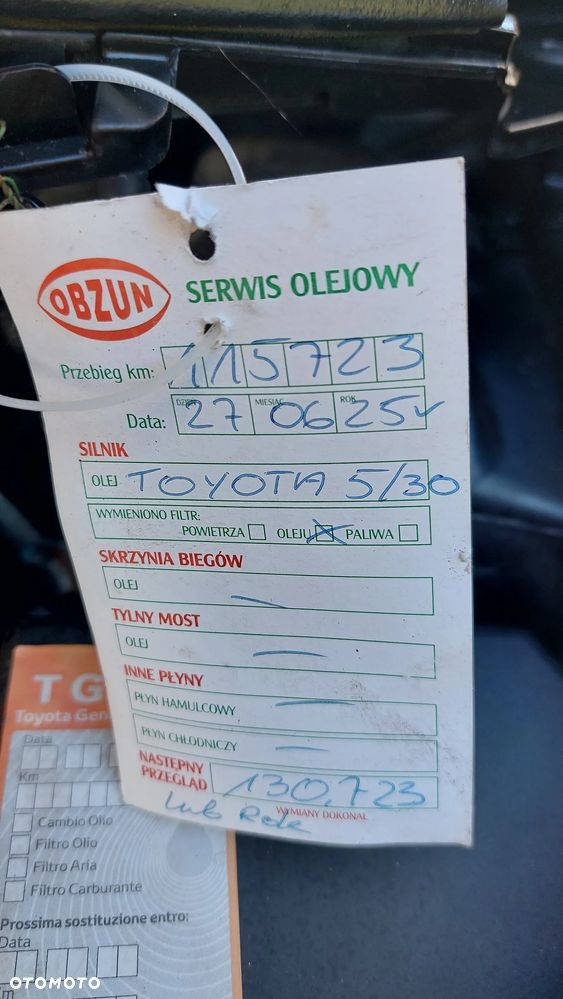 OBZUN
SERWIS OLEJOWY
Przebieg km: 115723
Data: DZIEŃ 27 MIESIĄC 06 ROK 25
SILNIK
OLEJ TOYOTA 5/30
WYMIENIONO FILTR:
POWIETRZA OLEJU PALIWA
SKRZYNIA BIEGÓW
OLEJ —
TYLNY MOST
OLEJ —
INNE PŁYNY
PŁYN HAMULCOWY —
PŁYN CHŁODNICZY —
NASTĘPNY
PRZEGLĄD 130.723
WYMIANY DOKONAŁ
lub
T G
Toyota
Data
Km
Cambio Olio
Filtro Olio
Filtro Aria
Filtro Carburante
Prossima sostituzione entro:
Data
OTOMOTO